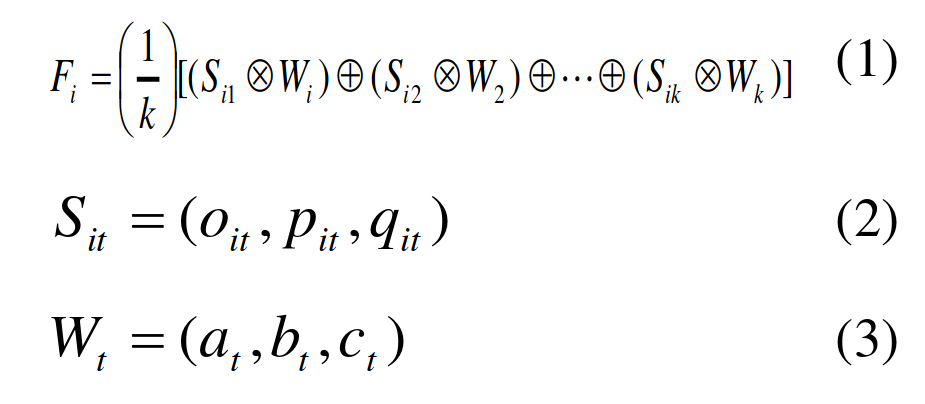 F_i = (1/k)[(S_{i1} ⊗ W_i) ⊕ (S_{i2} ⊗ W_2) ⊕ ⋯ ⊕ (S_{ik} ⊗ W_k)] (1)
S_{it} = (o_{it}, p_{it}, q_{it}) (2)
W_t = (a_t, b_t, c_t) (3)